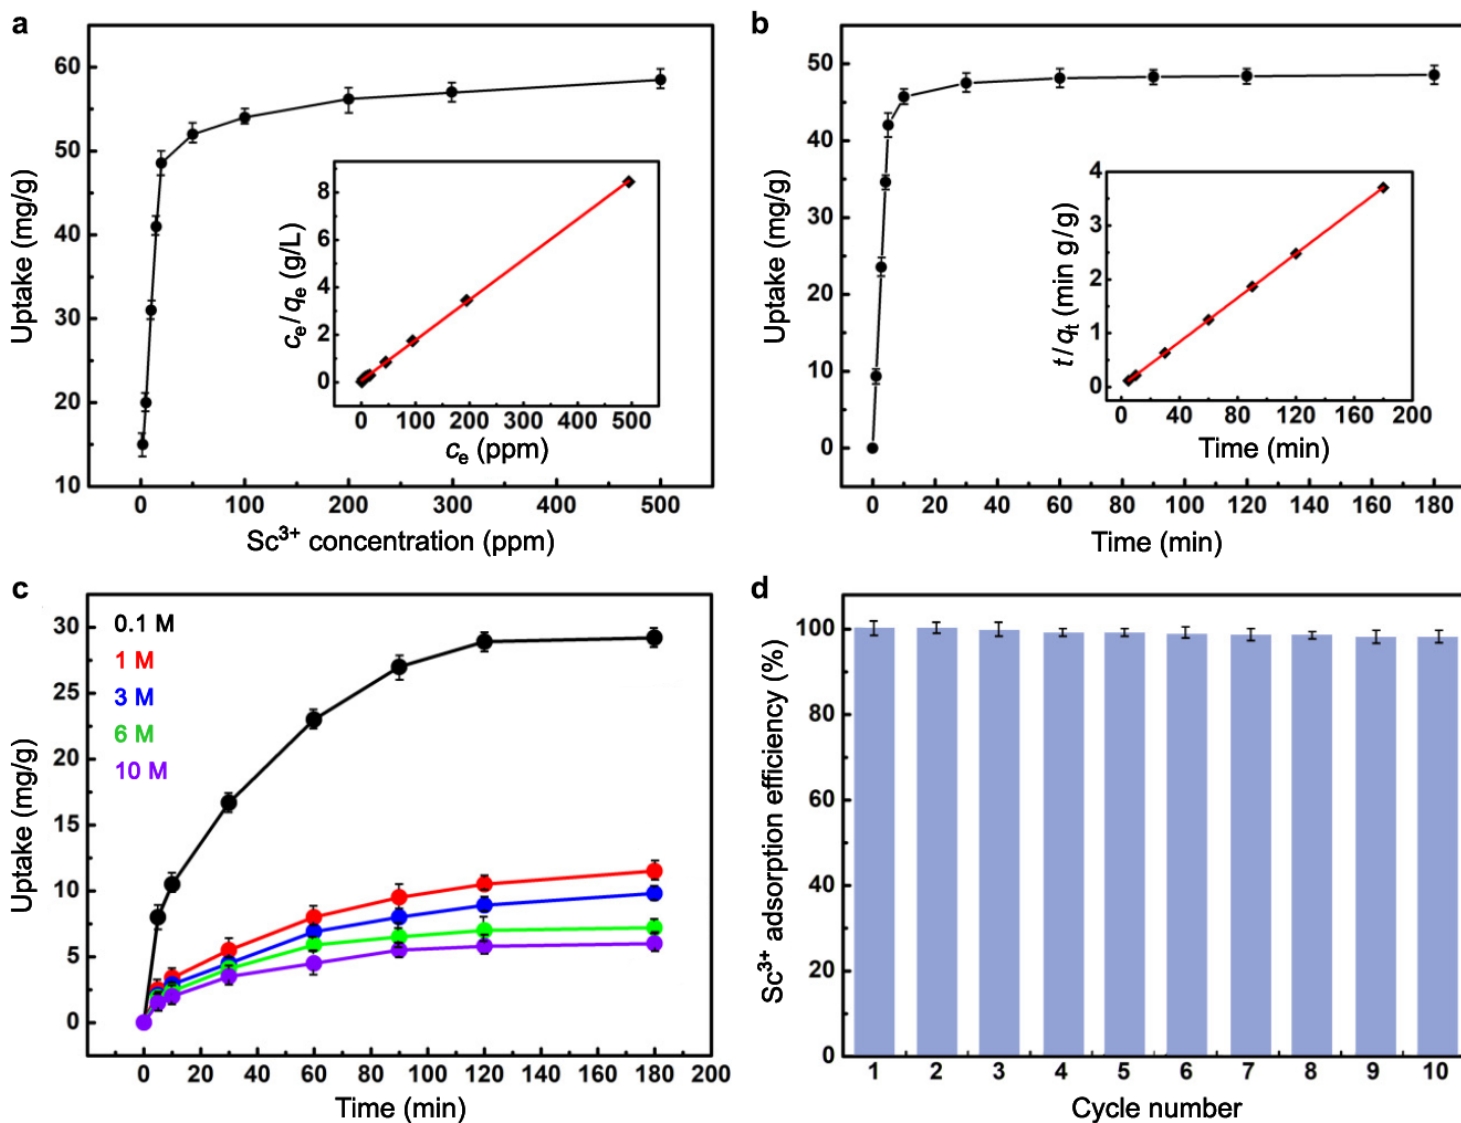 a
60
50
40
30
20
10
Uptake (mg/g)
0 100 200 300 400 500
Sc³⁺ concentration (ppm)
8
6
4
2
0
cₑ/qₑ (g/L)
0 100 200 300 400 500
cₑ (ppm)
b
50
40
30
20
10
0
Uptake (mg/g)
0 20 40 60 80 100 120 140 160 180
Time (min)
4
3
2
1
0
t/qₜ (min g/g)
0 40 80 120 160 200
Time (min)
c
0.1 M
1 M
3 M
6 M
10 M
30
25
20
15
10
5
0
Uptake (mg/g)
0 20 40 60 80 100 120 140 160 180 200
Time (min)
d
100
80
60
40
20
0
Sc³⁺ adsorption efficiency (%)
1 2 3 4 5 6 7 8 9 10
Cycle number